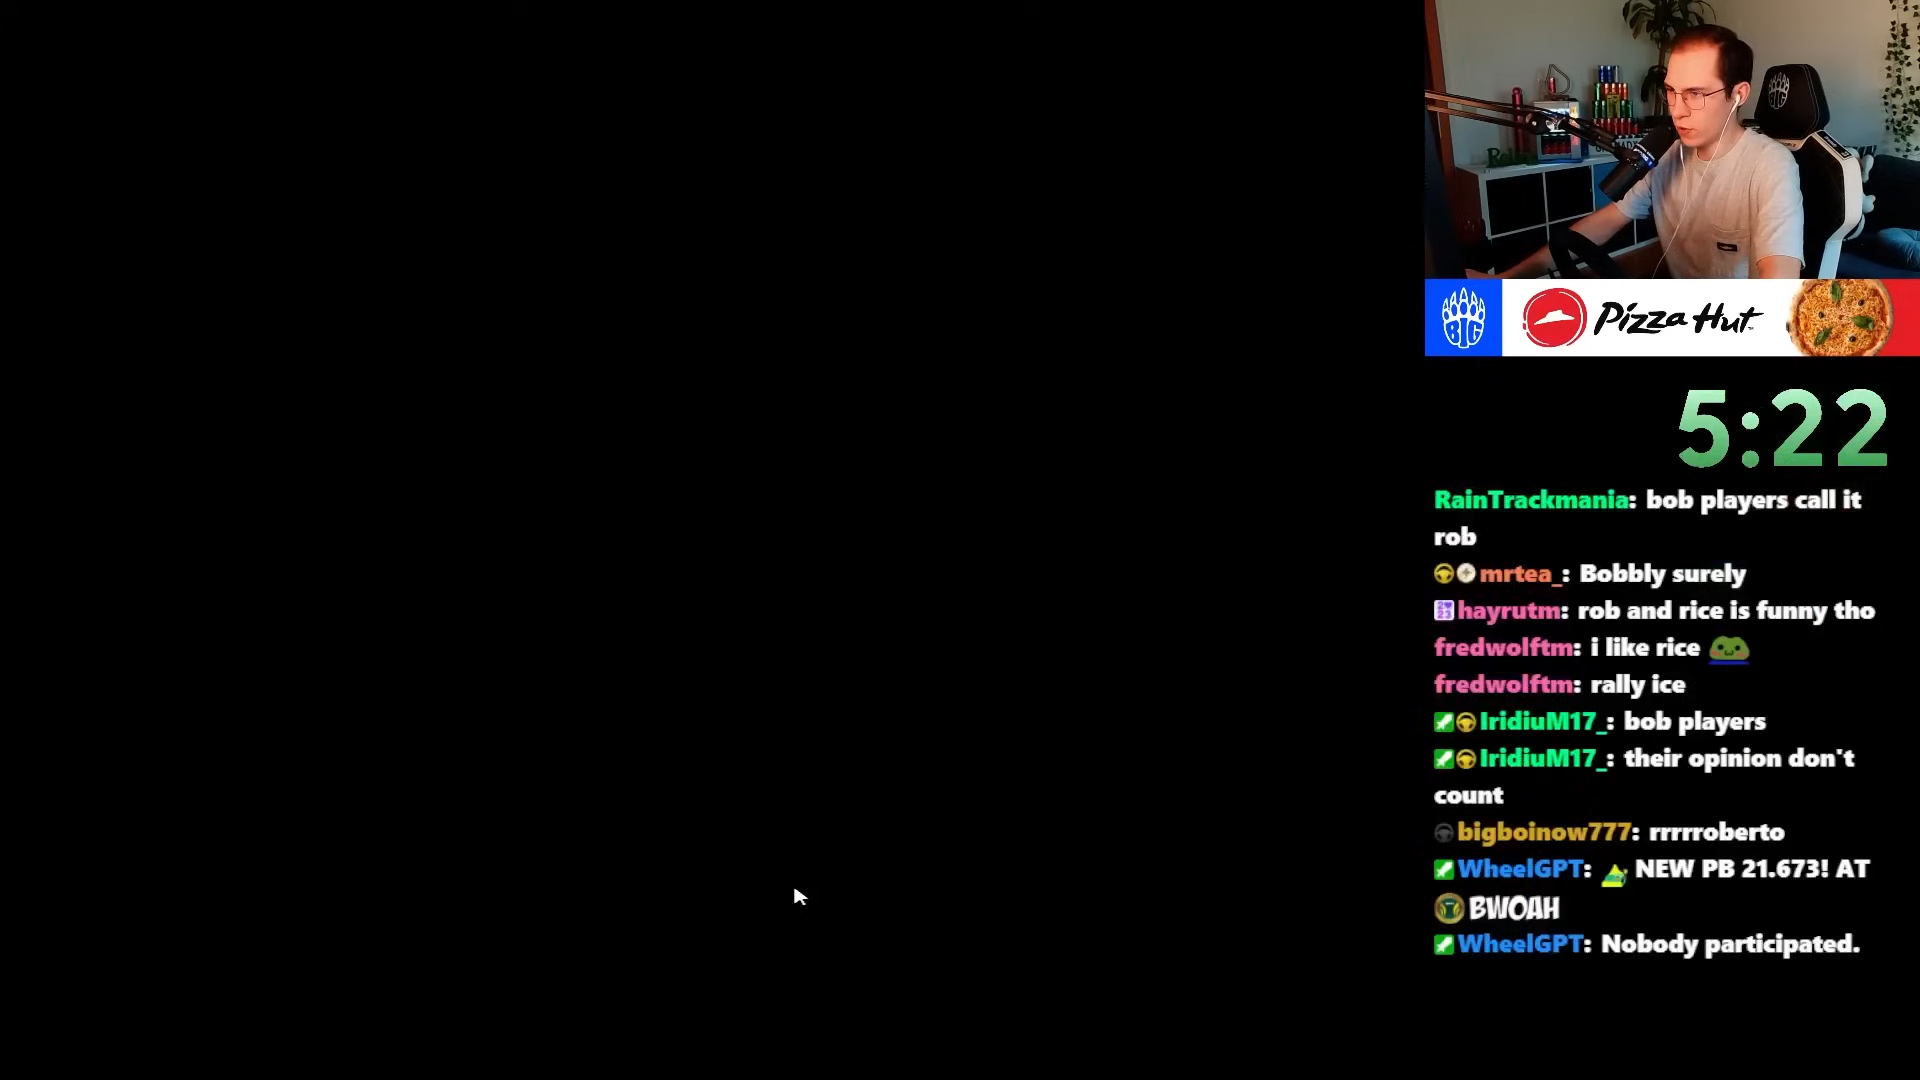 BIG
Pizza Hut
5:22
RainTrackmania: bob players call it
rob
mrtea_: Bobbly surely
hayrutm: rob and rice is funny tho
fredwolftm: i like rice
fredwolftm: rally ice
IridiuM17_: bob players
IridiuM17_: their opinion don't
count
bigboinow777: rrrrroberto
WheelGPT: NEW PB 21.673! AT
BWOAH
WheelGPT: Nobody participated.